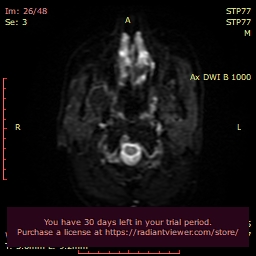 Im: 26/48
STP77
Se: 3
STP77
A
M
Ax DWI B 1000
R
L
You have 30 days left in your trial period.
Purchase a license at https://radiantviewer.com/store/